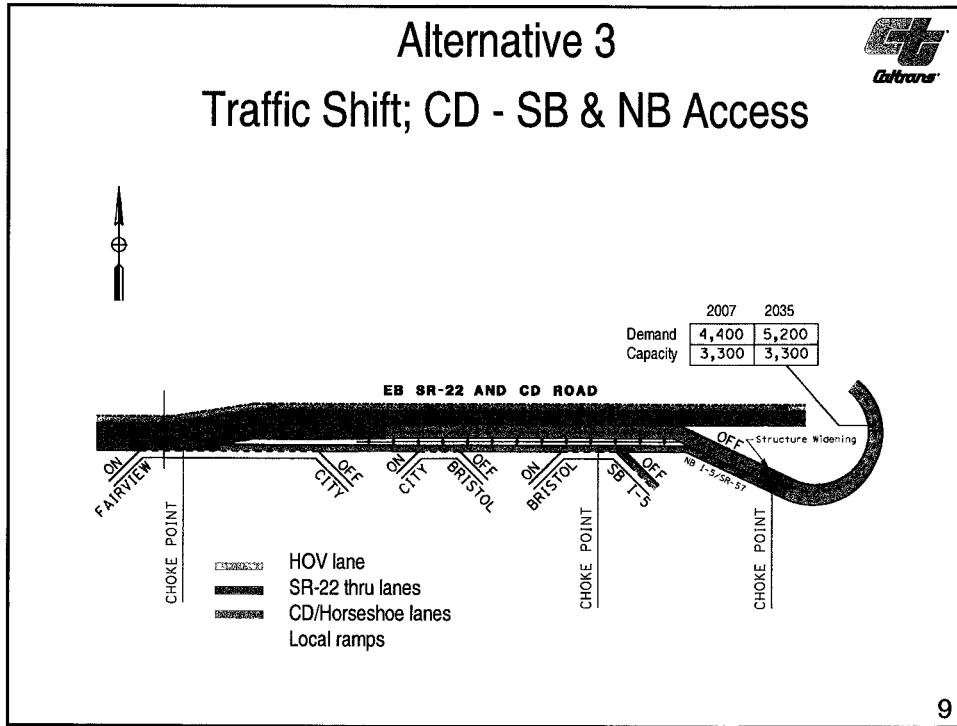 Alternative 3
Traffic Shift; CD - SB & NB Access
Caltrans
2007 2035
Demand 4,400 5,200
Capacity 3,300 3,300
EB SR-22 AND CD ROAD
OFF
Structure Widening
NB I-5/SR-57
ON
FAIRVIEW
OFF
CITY
ON
CITY
OFF
BRISTOL
ON
BRISTOL
OFF
SB I-5
CHOKE POINT
CHOKE POINT
CHOKE POINT
HOV lane
SR-22 thru lanes
CD/Horseshoe lanes
Local ramps
9